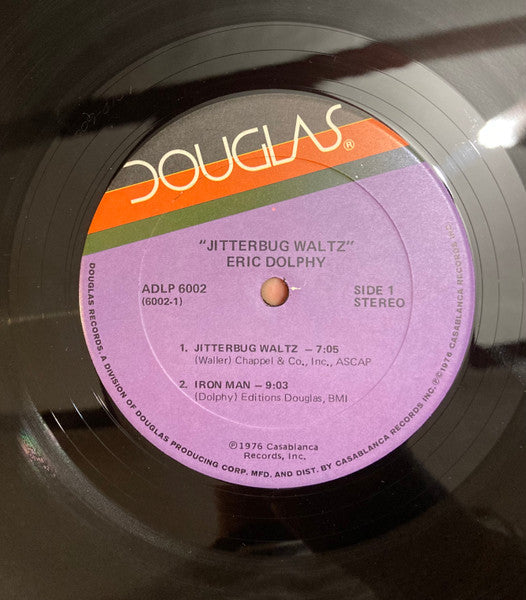 DOUGLAS®
"JITTERBUG WALTZ"
ERIC DOLPHY
ADLP 6002
(6002-1)
SIDE 1
STEREO
1. JITTERBUG WALTZ – 7:05
(Waller) Chappel & Co., Inc., ASCAP
2. IRON MAN – 9:03
(Dolphy) Editions Douglas, BMI
℗1976 Casablanca
Records, Inc.
DOUGLAS RECORDS, A DIVISION OF DOUGLAS PRODUCING CORP. MFD. AND DIST. BY CASABLANCA RECORDS INC. ℗©1976 CASABLANCA RECORDS INC.